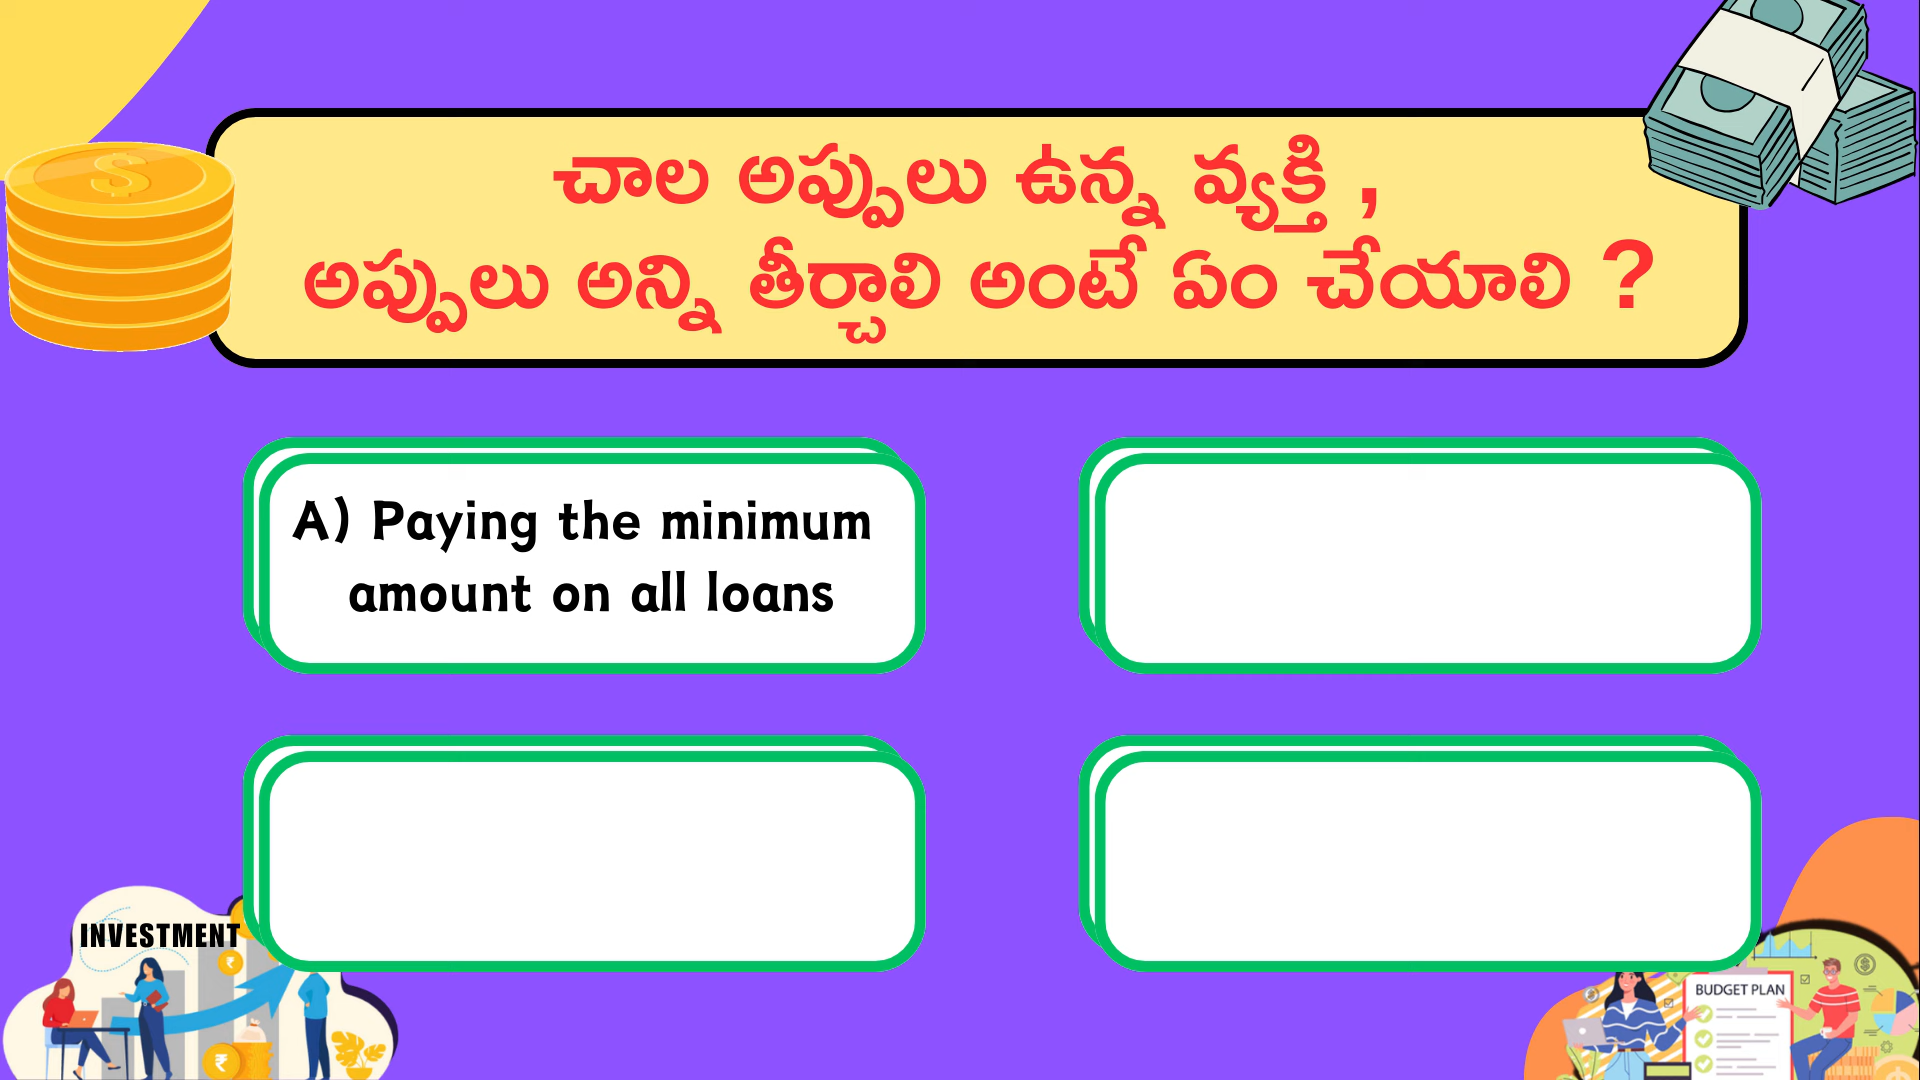 చాల అప్పులు ఉన్న వ్యక్తి ,
అప్పులు అన్ని తీర్చాలి అంటే ఏం చేయాలి ?
A) Paying the minimum
amount on all loans
INVESTMENT
BUDGET PLAN